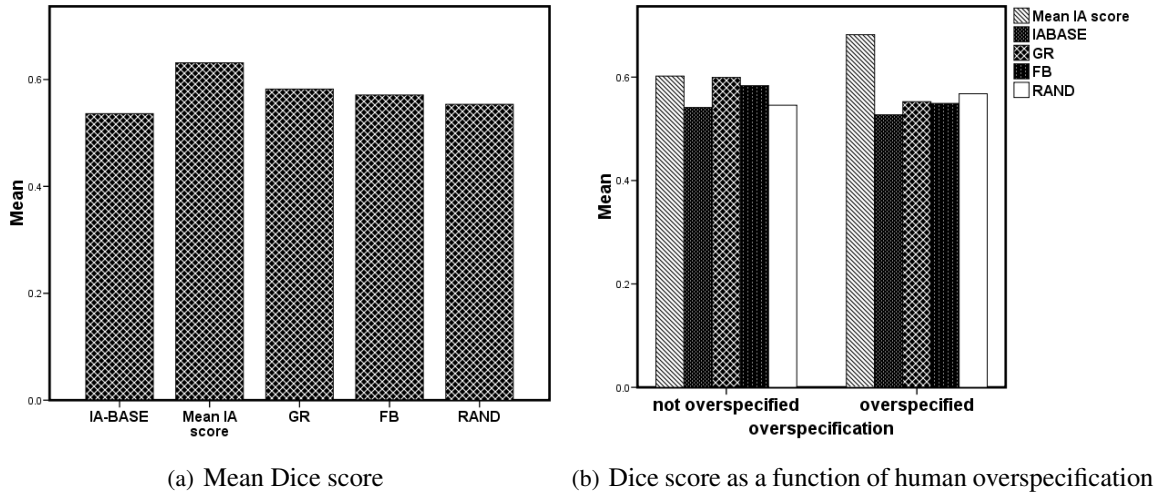 Mean
0.6
0.4
0.2
0.0
IA-BASE
Mean IA
score
GR
FB
RAND
(a) Mean Dice score
Mean
0.6
0.4
0.2
0.0
not overspecified
overspecified
overspecification
Mean IA score
IABASE
GR
FB
RAND
(b) Dice score as a function of human overspecification